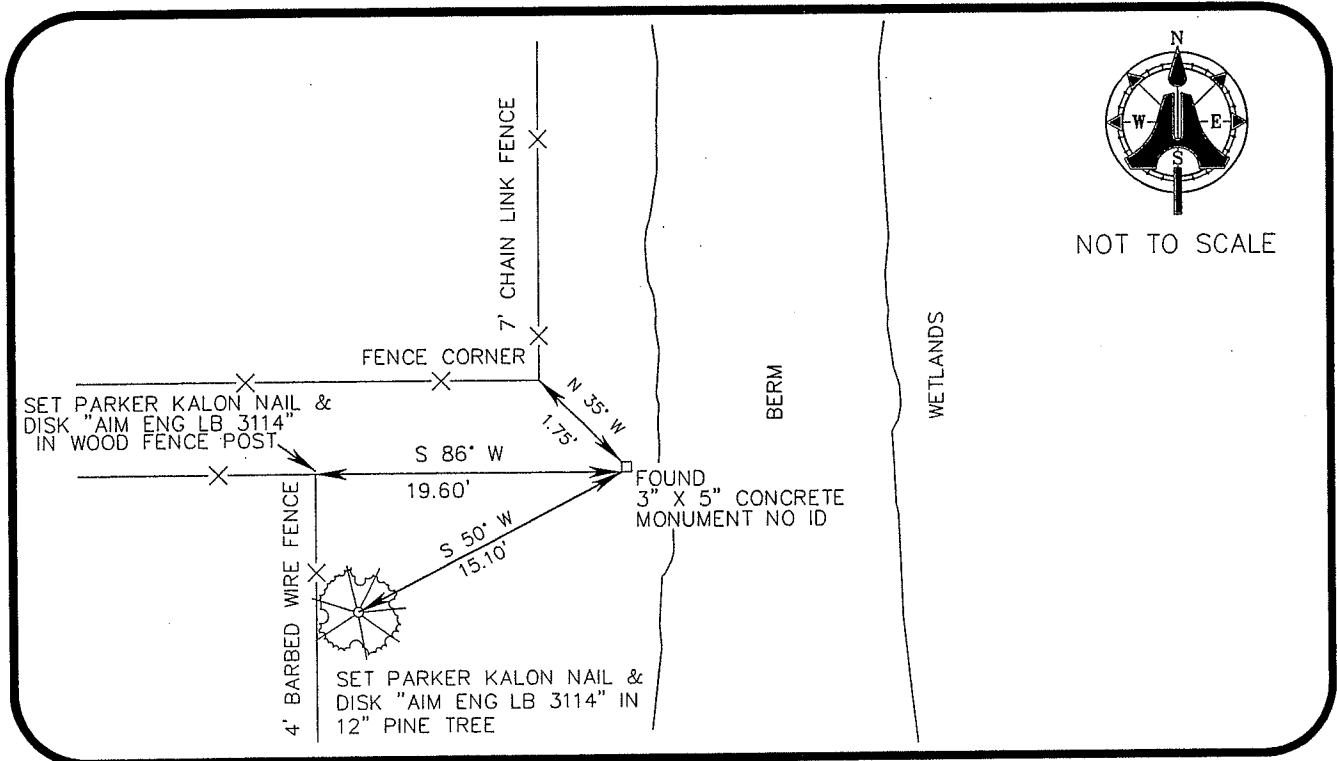 N
W
E
S
NOT TO SCALE
7' CHAIN LINK FENCE
FENCE CORNER
N 35° W
1.75'
BERM
WETLANDS
SET PARKER KALON NAIL &
DISK "AIM ENG LB 3114"
IN WOOD FENCE POST
S 86° W
19.60'
FOUND
3" X 5" CONCRETE
MONUMENT NO ID
S 50° W
15.10'
4' BARBED WIRE FENCE
SET PARKER KALON NAIL &
DISK "AIM ENG LB 3114" IN
12" PINE TREE